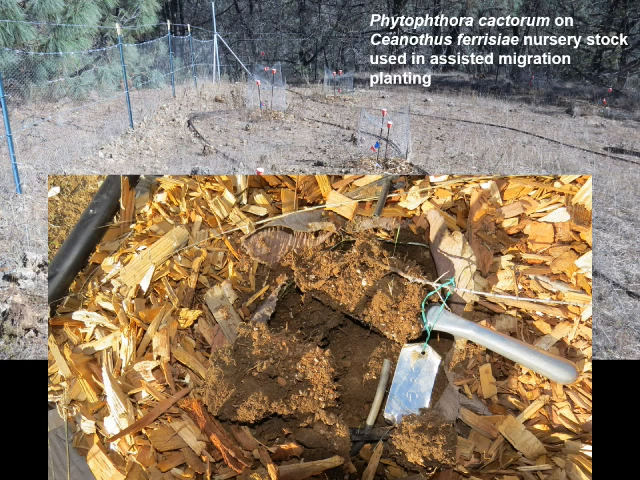 Phytophthora cactorum on
Ceanothus ferrisiae nursery stock
used in assisted migration
planting